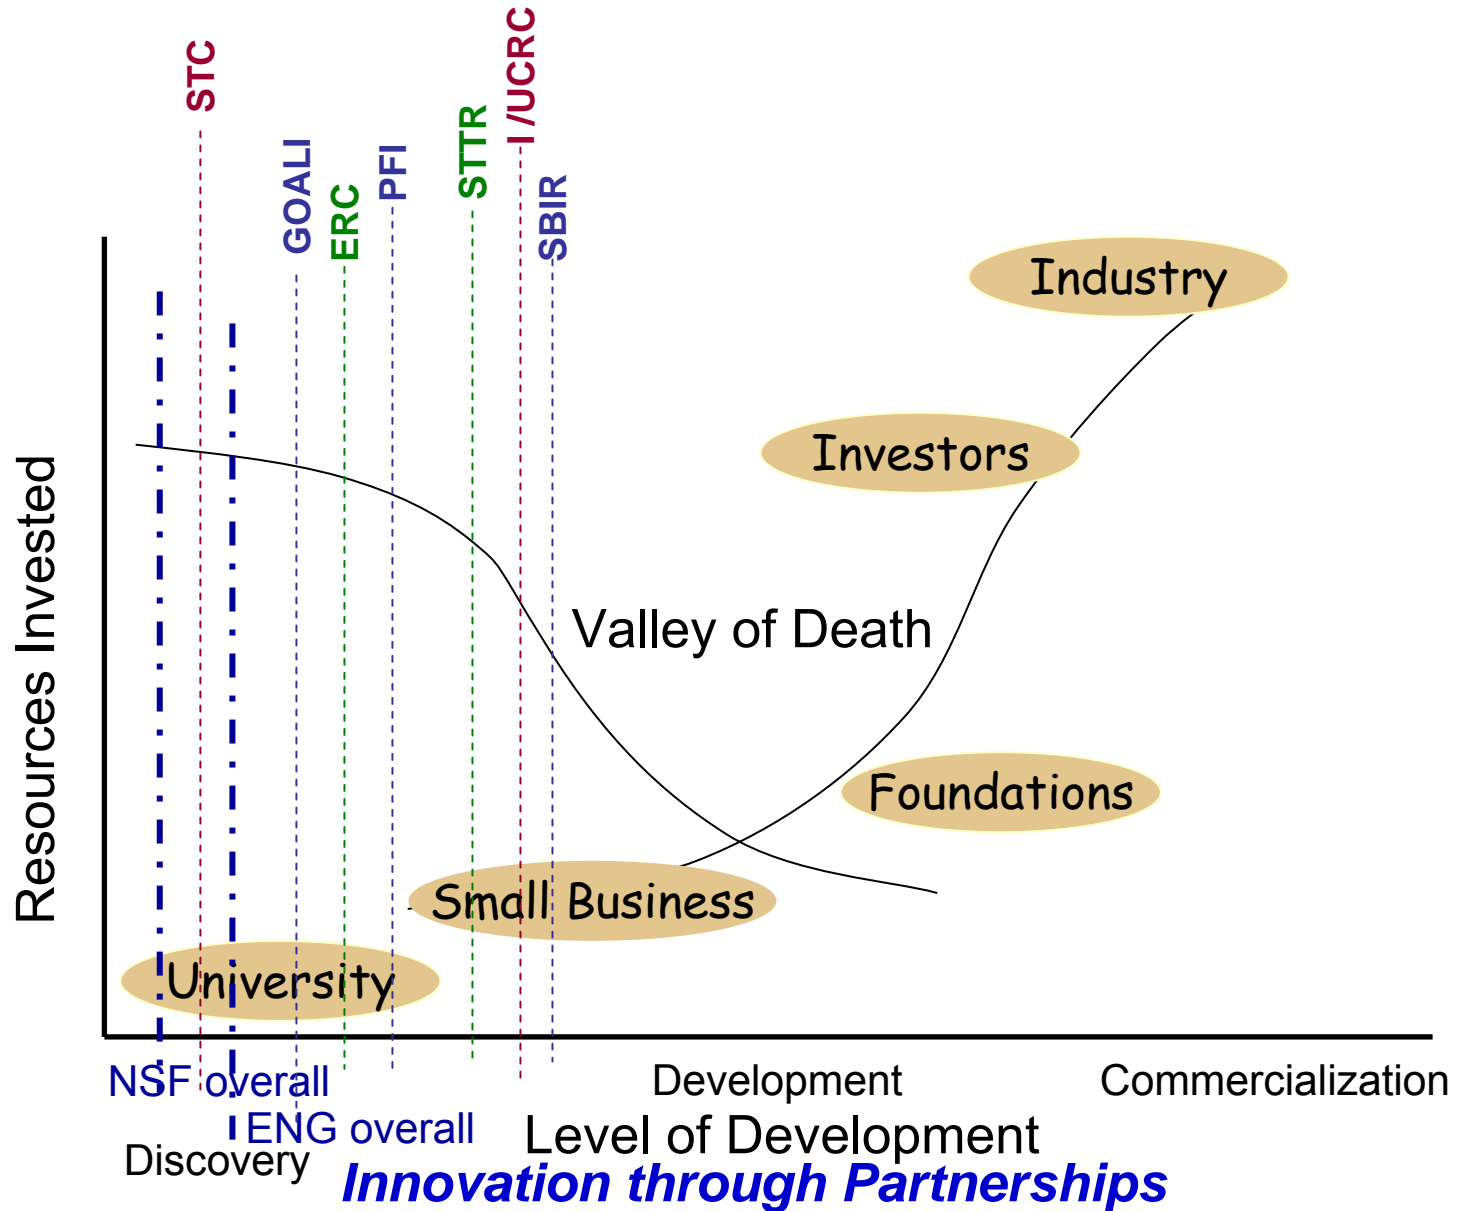 STC
GOALI
ERC
PFI
STTR
I /UCRC
SBIR
Industry
Investors
Valley of Death
Foundations
Small Business
University
Resources Invested
NSF overall
Development
Commercialization
ENG overall
Level of Development
Discovery
Innovation through Partnerships